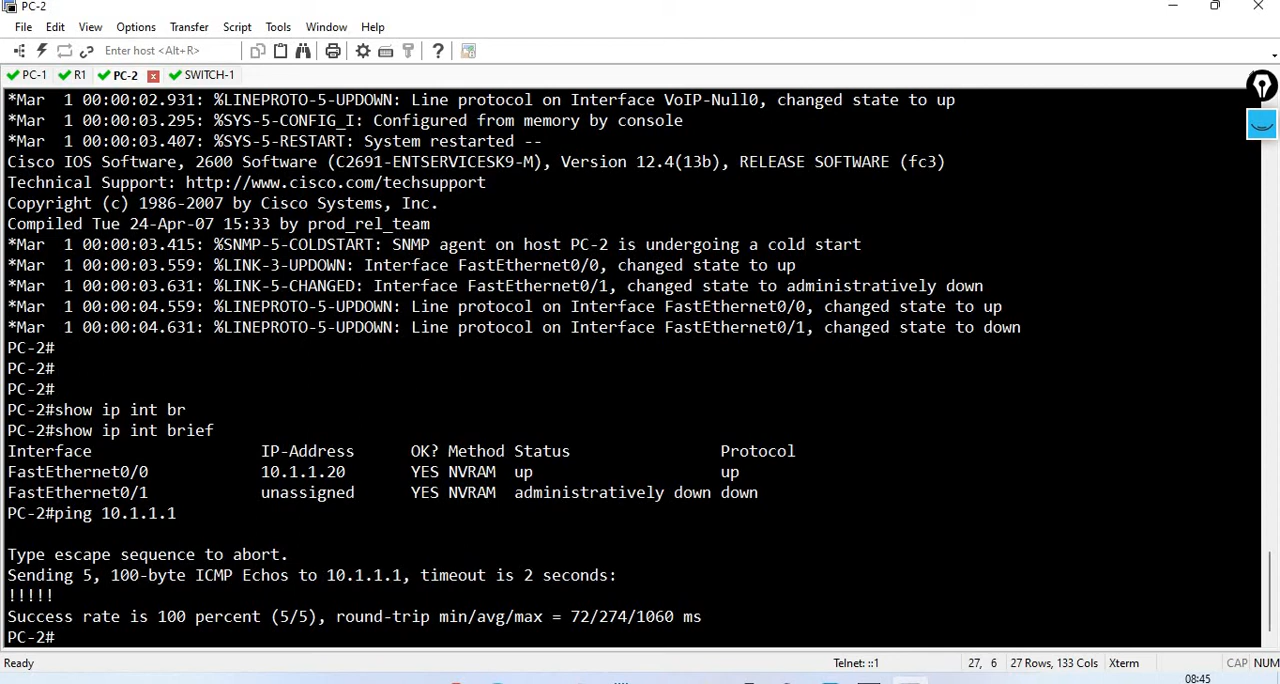 PC-2
File Edit View Options Transfer Script Tools Window Help
Enter host <Alt+R>
PC-1 R1 PC-2 SWITCH-1
*Mar  1 00:00:02.931: %LINEPROTO-5-UPDOWN: Line protocol on Interface VoIP-Null0, changed state to up
*Mar  1 00:00:03.295: %SYS-5-CONFIG_I: Configured from memory by console
*Mar  1 00:00:03.407: %SYS-5-RESTART: System restarted --
Cisco IOS Software, 2600 Software (C2691-ENTSERVICESK9-M), Version 12.4(13b), RELEASE SOFTWARE (fc3)
Technical Support: http://www.cisco.com/techsupport
Copyright (c) 1986-2007 by Cisco Systems, Inc.
Compiled Tue 24-Apr-07 15:33 by prod_rel_team
*Mar  1 00:00:03.415: %SNMP-5-COLDSTART: SNMP agent on host PC-2 is undergoing a cold start
*Mar  1 00:00:03.559: %LINK-3-UPDOWN: Interface FastEthernet0/0, changed state to up
*Mar  1 00:00:03.631: %LINK-5-CHANGED: Interface FastEthernet0/1, changed state to administratively down
*Mar  1 00:00:04.559: %LINEPROTO-5-UPDOWN: Line protocol on Interface FastEthernet0/0, changed state to up
*Mar  1 00:00:04.631: %LINEPROTO-5-UPDOWN: Line protocol on Interface FastEthernet0/1, changed state to down
PC-2#
PC-2#
PC-2#
PC-2#show ip int br
PC-2#show ip int brief
Interface                  IP-Address      OK? Method Status                Protocol
FastEthernet0/0            10.1.1.20       YES NVRAM  up                    up
FastEthernet0/1            unassigned      YES NVRAM  administratively down down
PC-2#ping 10.1.1.1
Type escape sequence to abort.
Sending 5, 100-byte ICMP Echos to 10.1.1.1, timeout is 2 seconds:
!!!!!
Success rate is 100 percent (5/5), round-trip min/avg/max = 72/274/1060 ms
PC-2#
Ready Telnet: ::1 27, 6 27 Rows, 133 Cols Xterm CAP NUM
08:45